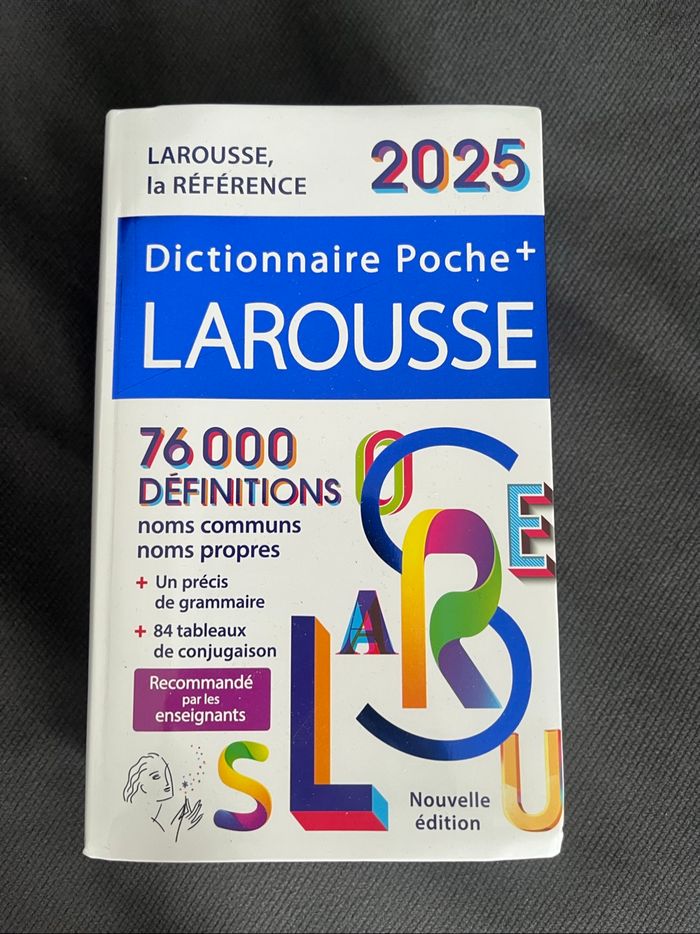 LAROUSSE,
la RÉFÉRENCE
2025
Dictionnaire Poche+
LAROUSSE
76 000
DÉFINITIONS
noms communs
noms propres
+ Un précis
de grammaire
+ 84 tableaux
de conjugaison
Recommandé
par les
enseignants
Nouvelle
édition
O
S
E
A
R
L
S
U